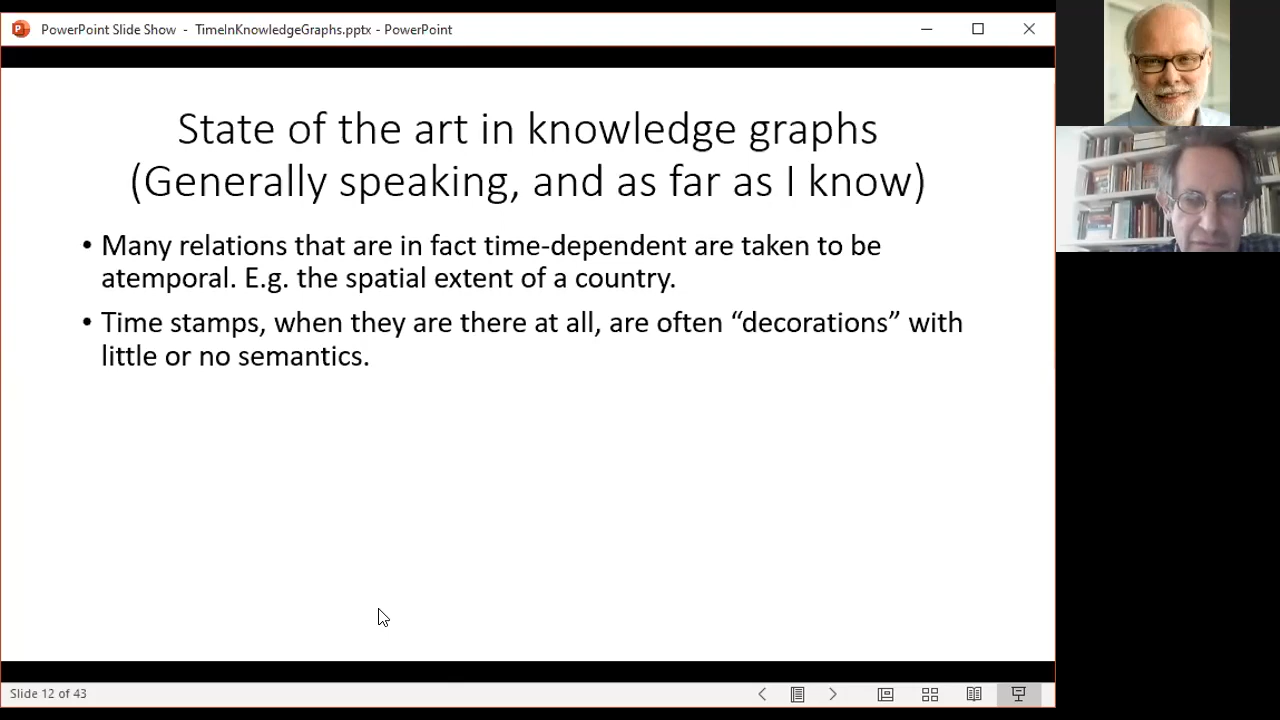 PowerPoint Slide Show - TimeInKnowledgeGraphs.pptx - PowerPoint
State of the art in knowledge graphs
(Generally speaking, and as far as I know)
• Many relations that are in fact time-dependent are taken to be
atemporal. E.g. the spatial extent of a country.
• Time stamps, when they are there at all, are often “decorations” with
little or no semantics.
Slide 12 of 43